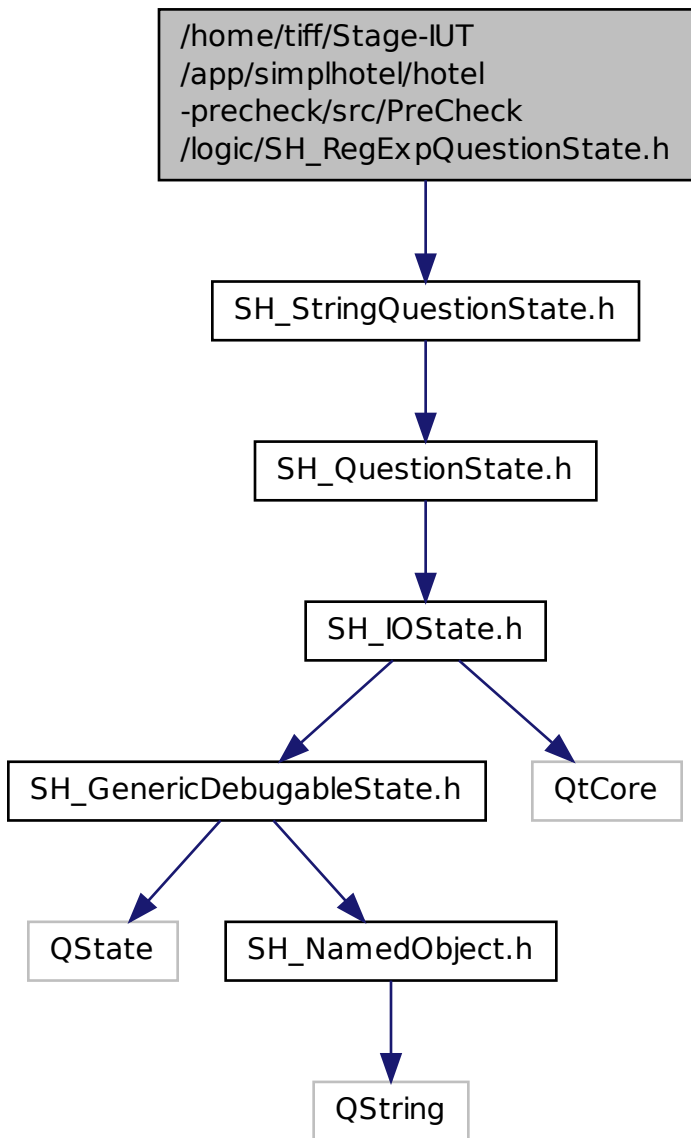 /home/tiff/Stage-IUT
/app/simplhotel/hotel
-precheck/src/PreCheck
/logic/SH_RegExpQuestionState.h
SH_StringQuestionState.h
SH_QuestionState.h
SH_IOState.h
SH_GenericDebugableState.h
QtCore
QState
SH_NamedObject.h
QString